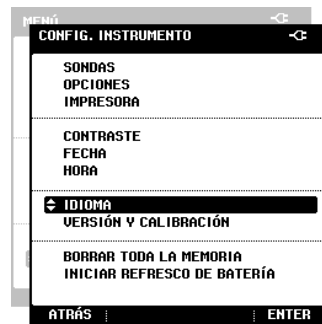 MENÚ
CONFIG. INSTRUMENTO
SONDAS
OPCIONES
IMPRESORA
CONTRASTE
FECHA
HORA
IDIOMA
VERSIÓN Y CALIBRACIÓN
BORRAR TODA LA MEMORIA
INICIAR REFRESCO DE BATERÍA
ATRÁS ENTER